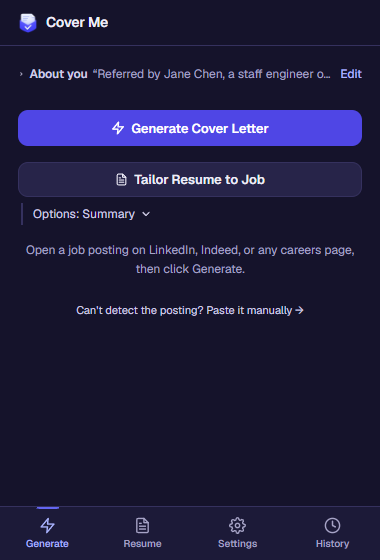 Cover Me
About you “Referred by Jane Chen, a staff engineer o... Edit
Generate Cover Letter
Tailor Resume to Job
Options: Summary
Open a job posting on LinkedIn, Indeed, or any careers page,
then click Generate.
Can't detect the posting? Paste it manually →
Generate Resume Settings History